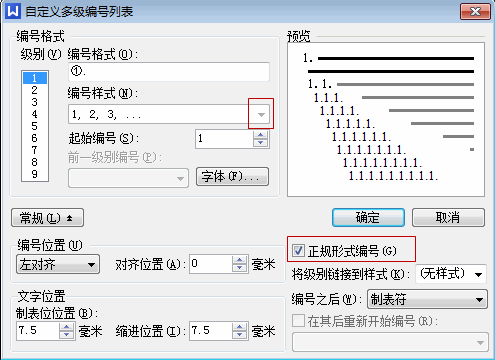 自定义多级编号列表
编号格式
级别(V)
1
2
3
4
5
6
7
8
9
编号格式(O):
①.
编号样式(N):
1, 2, 3, ...
起始编号(S):
1
前一级别编号(P):
字体(F)...
预览
1.
1.
1.1.
1.1.1.
1.1.1.1.
1.1.1.1.1.
1.1.1.1.1.1.
1.1.1.1.1.1.1.
1.1.1.1.1.1.1.1.
常规(L)
确定
取消
编号位置(U)
左对齐
对齐位置(A):
0
毫米
文字位置
制表位位置(B):
7.5
毫米
缩进位置(I):
7.5
毫米
正规形式编号(G)
将级别链接到样式(K):
(无样式)
编号之后(W):
制表符
在其后重新开始编号(R):